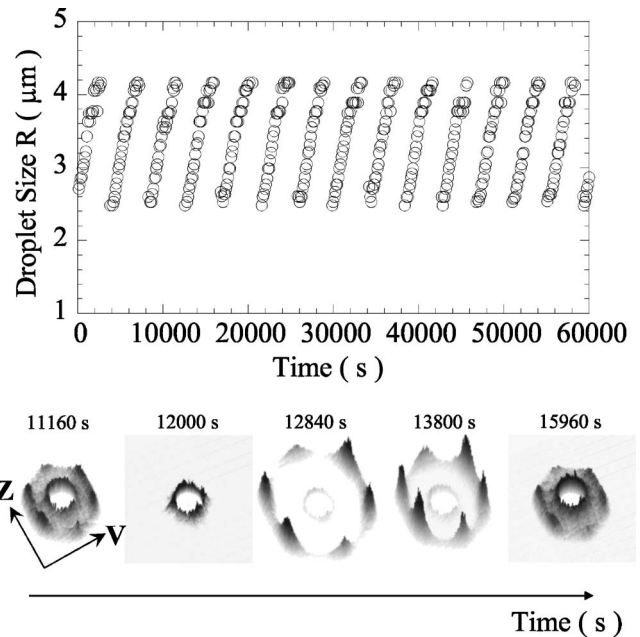 5
4
3
2
1
Droplet Size R ( μm )
0 10000 20000 30000 40000 50000 60000
Time ( s )
11160 s 12000 s 12840 s 13800 s 15960 s
Z
V
Time ( s )